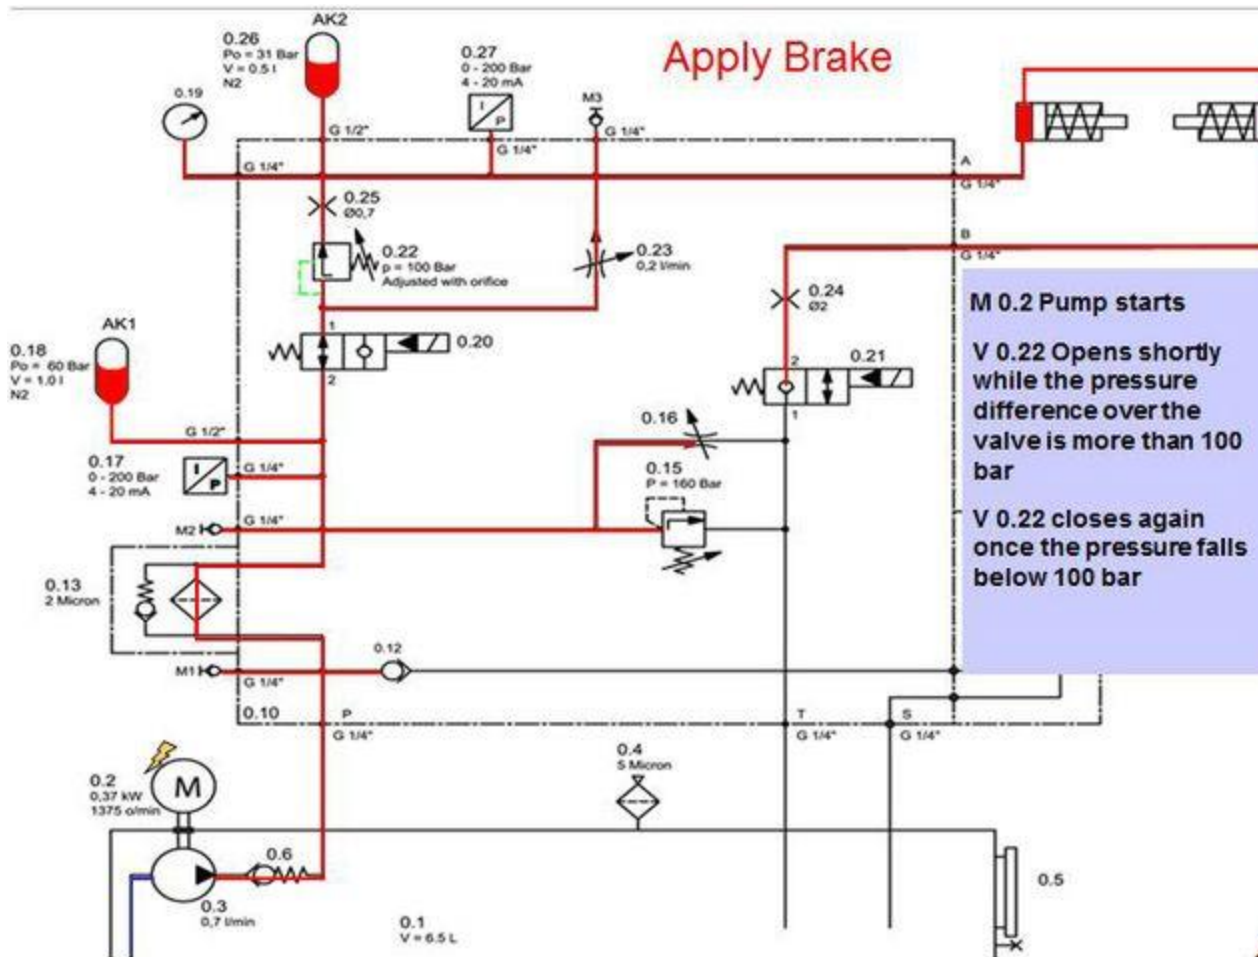 AK2
0.26
Po = 31 Bar
V = 0.5 l
N2
0.27
0 - 200 Bar
4 - 20 mA
Apply Brake
0.19
I
P
M3
G 1/2"
G 1/4"
G 1/4"
G 1/4"
A
G 1/4"
0.25
Ø0,7
0.22
p = 100 Bar
Adjusted with orifice
0.23
0,2 l/min
B
G 1/4"
0.24
Ø2
M 0.2 Pump starts
V 0.22 Opens shortly
while the pressure
difference over the
valve is more than 100
bar
V 0.22 closes again
once the pressure falls
below 100 bar
AK1
0.18
Po = 60 Bar
V = 1,0 l
N2
1
2
0.20
2
1
0.21
G 1/2"
0.16
0.17
0 - 200 Bar
4 - 20 mA
I
P
G 1/4"
0.15
P = 160 Bar
M2
G 1/4"
0.13
2 Micron
M1
G 1/4"
0.12
0.10
P
G 1/4"
T
G 1/4"
S
G 1/4"
0.2
0,37 kW
1375 o/min
M
0.4
5 Micron
0.6
0.3
0,7 l/min
0.1
V = 6.5 L
0.5